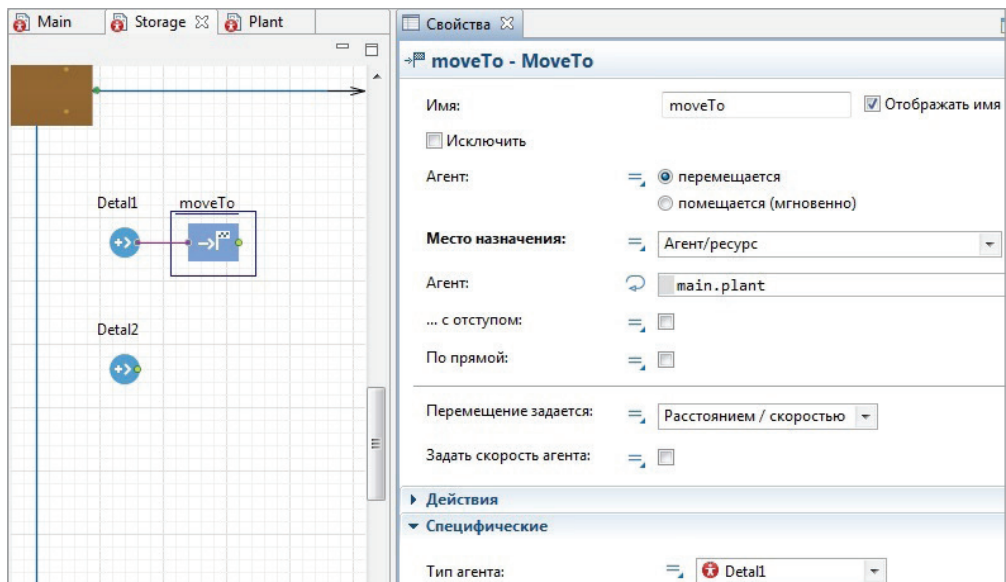 Main Storage Plant
Detal1 moveTo
Detal2
Свойства
moveTo - MoveTo
Имя: moveTo Отображать имя
Исключить
Агент: перемещается
помещается (мгновенно)
Место назначения: Агент/ресурс
Агент: main.plant
... с отступом:
По прямой:
Перемещение задается: Расстоянием / скоростью
Задать скорость агента:
Действия
Специфические
Тип агента: Detal1